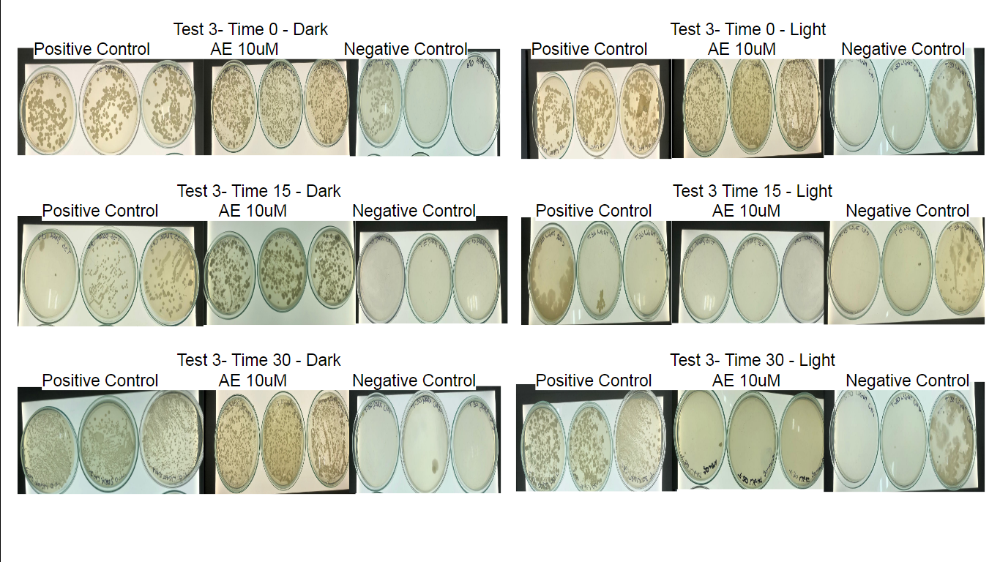 Test 3- Time 0 - Dark
Positive Control AE 10uM Negative Control
Test 3- Time 0 - Light
Positive Control AE 10uM Negative Control
Test 3- Time 15 - Dark
Positive Control AE 10uM Negative Control
Test 3 Time 15 - Light
Positive Control AE 10uM Negative Control
Test 3- Time 30 - Dark
Positive Control AE 10uM Negative Control
Test 3- Time 30 - Light
Positive Control AE 10uM Negative Control